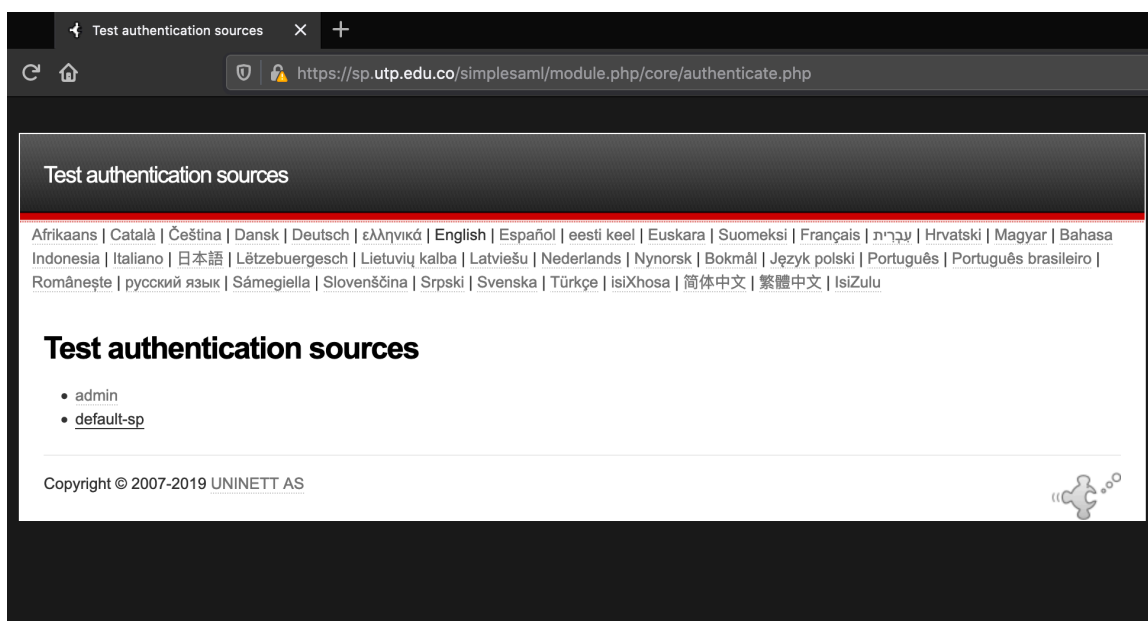 Test authentication sources
https://sp.utp.edu.co/simplesaml/module.php/core/authenticate.php
Test authentication sources
Afrikaans | Català | Čeština | Dansk | Deutsch | ελληνικά | English | Español | eesti keel | Euskara | Suomeksi | Français | עִבְרִית | Hrvatski | Magyar | Bahasa
Indonesia | Italiano | 日本語 | Lëtzebuergesch | Lietuvių kalba | Latviešu | Nederlands | Nynorsk | Bokmål | Język polski | Português | Português brasileiro |
Românește | русский язык | Sámegiella | Slovenščina | Srpski | Svenska | Türkçe | isiXhosa | 简体中文 | 繁體中文 | IsiZulu
Test authentication sources
admin
default-sp
Copyright © 2007-2019 UNINETT AS